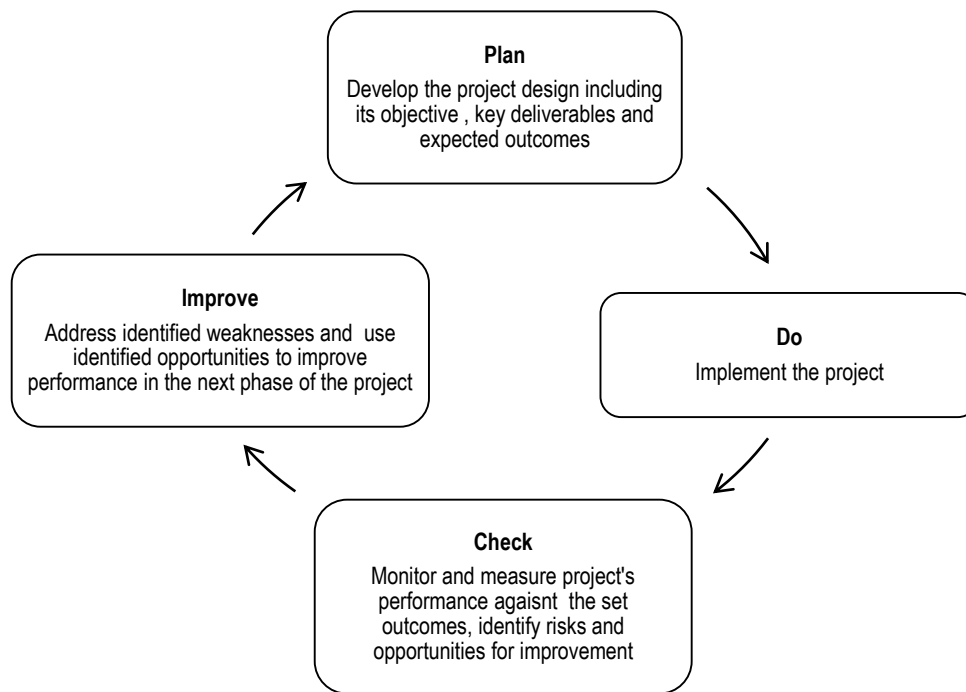 Plan
Develop the project design including
its objective , key deliverables and
expected outcomes
Improve
Address identified weaknesses and use
identified opportunities to improve
performance in the next phase of the project
Do
Implement the project
Check
Monitor and measure project's
performance agaisnt the set
outcomes, identify risks and
opportunities for improvement